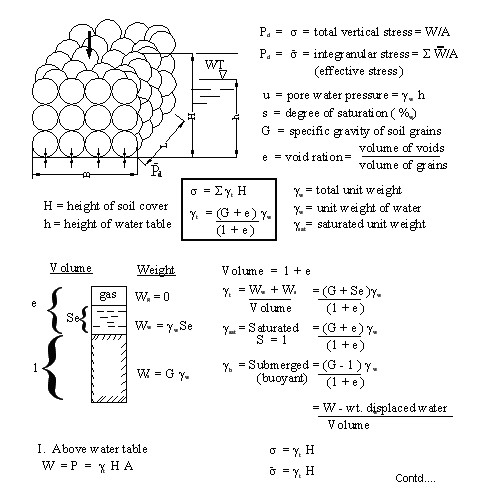 WT
H
h
L
B
P̄d
Pd = σ = total vertical stress = W/A
Pd = σ̄ = integranular stress = Σ W̄/A
(effective stress)
u = pore water pressure = γw h
s = degree of saturation ( %)
G = specific gravity of soil grains
e = void ration = volume of voids
volume of grains
H = height of soil cover
h = height of water table
σ = Σ γt H
γt = (G + e) γw
(1 + e)
= total unit weight
γw = unit weight of water
γsat = saturated unit weight
Volume
Weight
e
Se
1
gas
= 0
Ww = γw Se
W = G γw
Volume = 1 + e
γt = Ww + Ws = (G + Se)γw
Volume (1 + e)
γsat = Saturated = (G + e) γw
S = 1 (1 + e)
γb = Submerged = (G - 1) γw
(buoyant) (1 + e)
= W - wt. displaced water
Volume
I. Above water table
W = P = γt H A
σ = γt H
σ̄ = γt H
Contd....